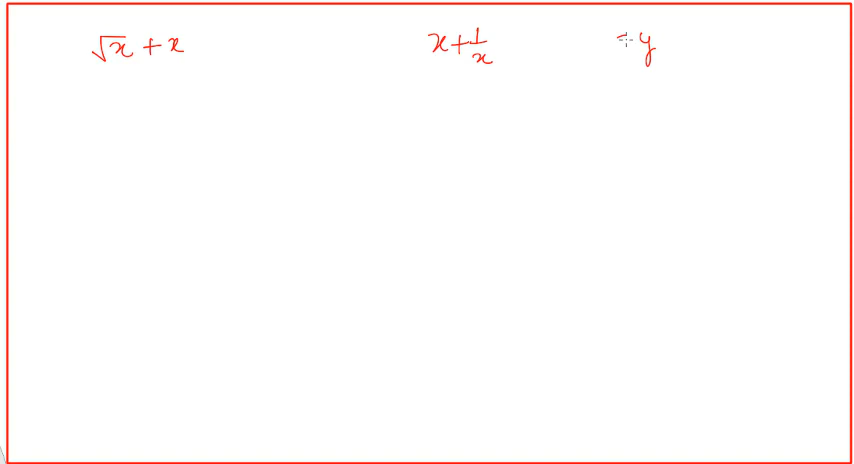 √x + x    x + 1/x    = y